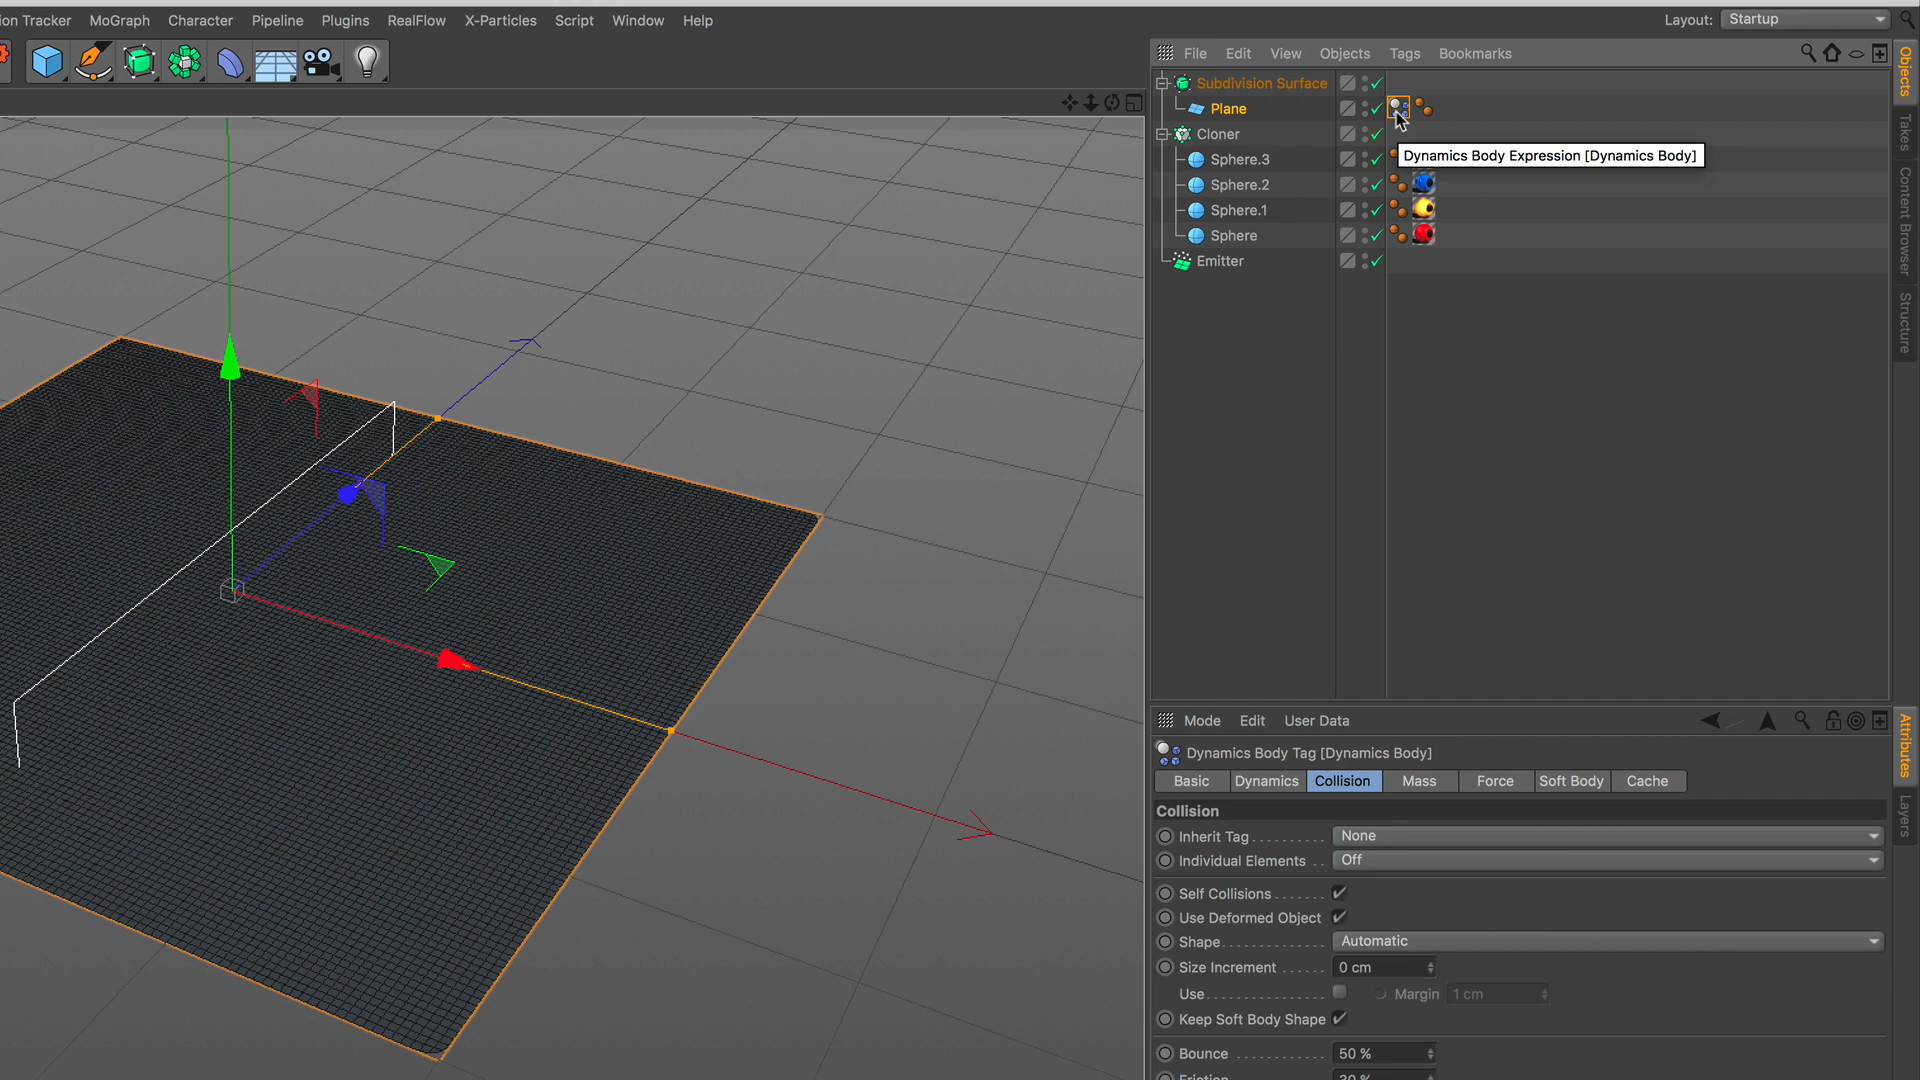 on Tracker MoGraph Character Pipeline Plugins RealFlow X-Particles Script Window Help Layout: Startup
File Edit View Objects Tags Bookmarks
Subdivision Surface
Plane
Cloner
Dynamics Body Expression [Dynamics Body]
Sphere.3
Sphere.2
Sphere.1
Sphere
Emitter
Objects
Takes
Content Browser
Structure
Mode Edit User Data
Dynamics Body Tag [Dynamics Body]
Basic Dynamics Collision Mass Force Soft Body Cache
Collision
Inherit Tag . . . . . . . . . None
Individual Elements . . Off
Self Collisions . . . . . . .
Use Deformed Object
Shape. . . . . . . . . . . . . . Automatic
Size Increment . . . . . . 0 cm
Use. . . . . . . . . . . . . . . . Margin 1 cm
Keep Soft Body Shape
Bounce . . . . . . . . . . . . 50 %
Friction 30 %
Attributes
Layers